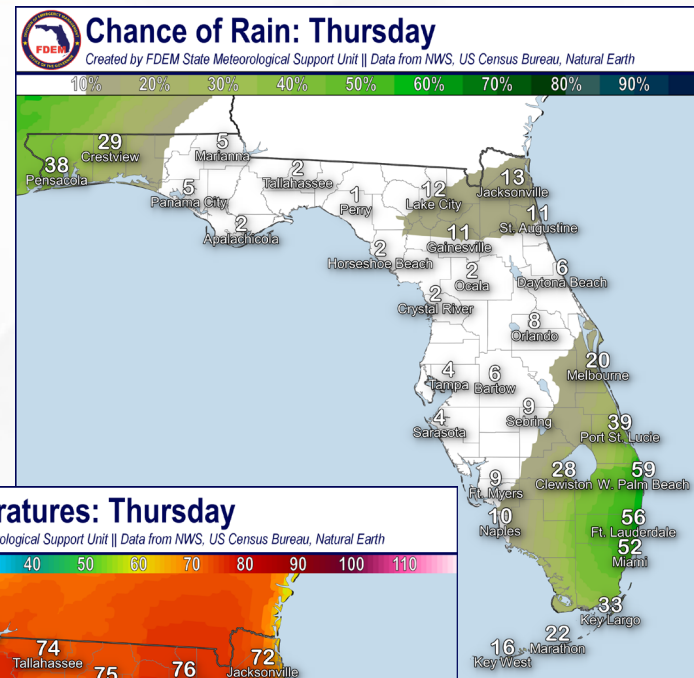 FDEM
Chance of Rain: Thursday
Created by FDEM State Meteorological Support Unit || Data from NWS, US Census Bureau, Natural Earth
10% 20% 30% 40% 50% 60% 70% 80% 90%
29
Crestview
38
Pensacola
5
Marianna
5
Panama City
2
Tallahassee
2
Apalachicola
1
Perry
12
Lake City
13
Jacksonville
11
St. Augustine
11
Gainesville
2
Horseshoe Beach
2
Ocala
6
Daytona Beach
2
Crystal River
8
Orlando
20
Melbourne
4
Tampa
6
Bartow
9
Sebring
4
Sarasota
39
Port St. Lucie
9
Ft. Myers
28
Clewiston
59
W. Palm Beach
10
Naples
56
Ft. Lauderdale
52
Miami
33
Key Largo
22
Marathon
16
Key West
ratures: Thursday
ological Support Unit || Data from NWS, US Census Bureau, Natural Earth
40 50 60 70 80 90 100 110
74
Tallahassee
75
76
72
Jacksonville